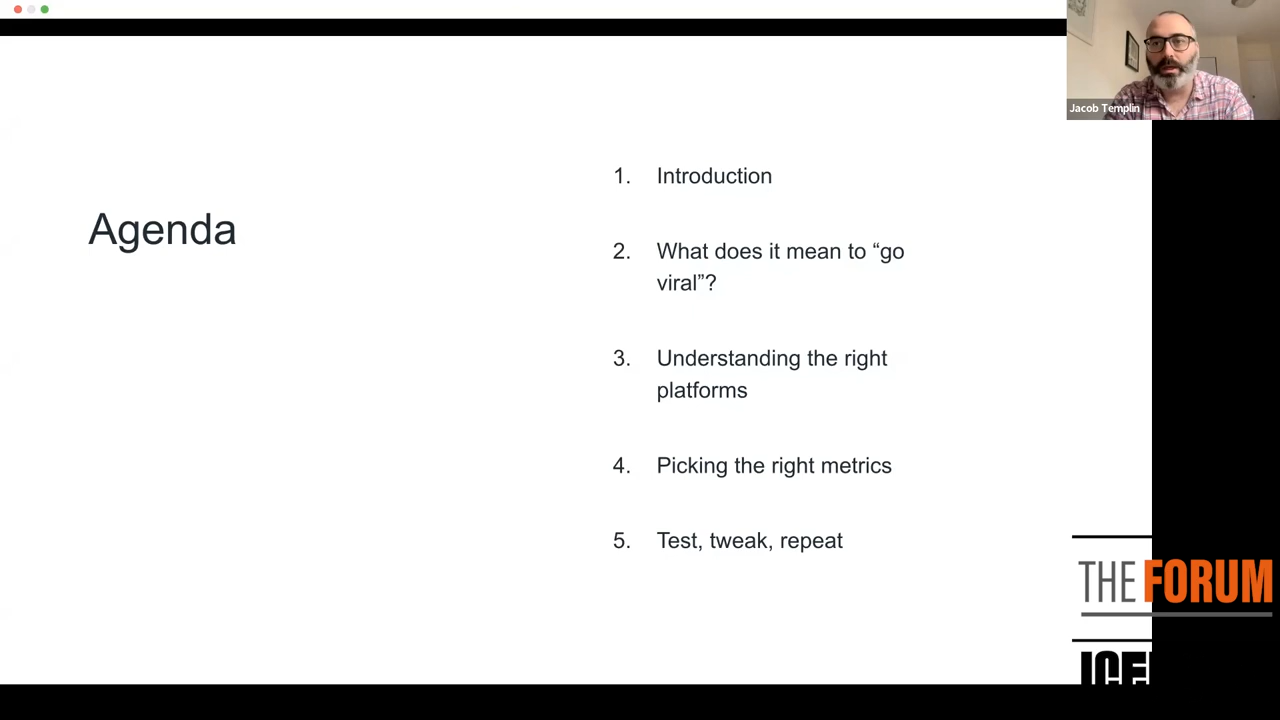 Jacob Templin
Agenda
1. Introduction
2. What does it mean to “go
viral”?
3. Understanding the right
platforms
4. Picking the right metrics
5. Test, tweak, repeat
THE FORUM